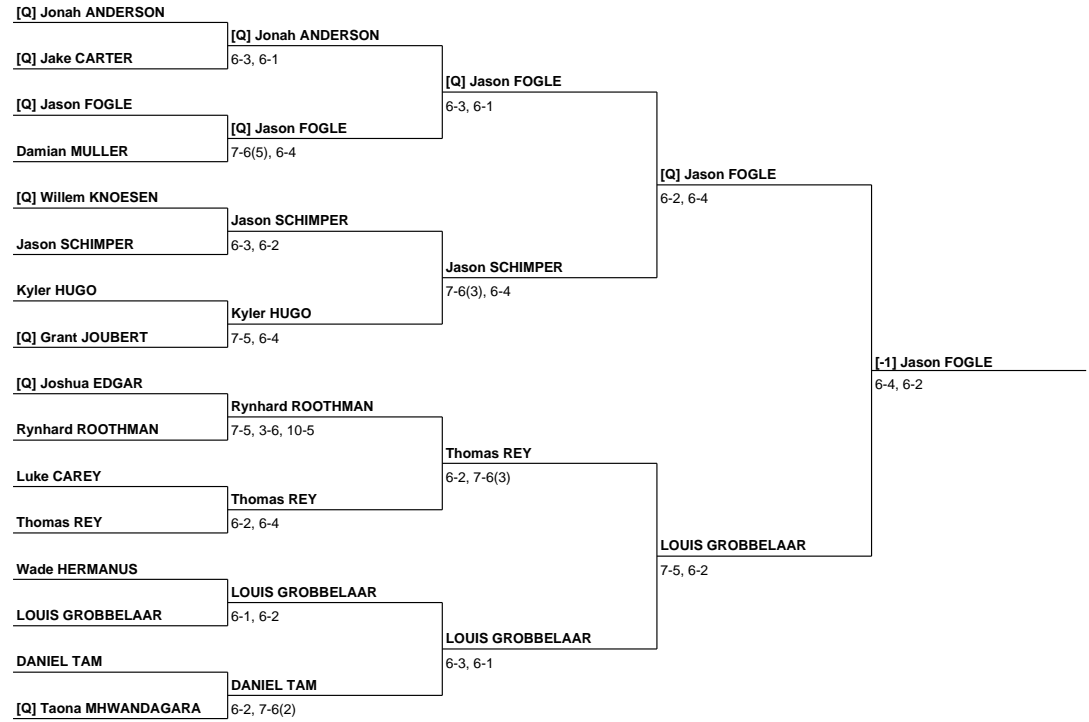 [Q] Jonah ANDERSON
[Q] Jake CARTER
[Q] Jason FOGLE
Damian MULLER
[Q] Willem KNOESEN
Jason SCHIMPER
Kyler HUGO
[Q] Grant JOUBERT
[Q] Joshua EDGAR
Rynhard ROOTHMAN
Luke CAREY
Thomas REY
Wade HERMANUS
LOUIS GROBBELAAR
DANIEL TAM
[Q] Taona MHWANDAGARA
[Q] Jonah ANDERSON
6-3, 6-1
[Q] Jason FOGLE
7-6(5), 6-4
Jason SCHIMPER
6-3, 6-2
Kyler HUGO
7-5, 6-4
Rynhard ROOTHMAN
7-5, 3-6, 10-5
Thomas REY
6-2, 6-4
LOUIS GROBBELAAR
6-1, 6-2
DANIEL TAM
6-2, 7-6(2)
[Q] Jason FOGLE
6-3, 6-1
Jason SCHIMPER
7-6(3), 6-4
Thomas REY
6-2, 7-6(3)
LOUIS GROBBELAAR
6-3, 6-1
[Q] Jason FOGLE
6-2, 6-4
LOUIS GROBBELAAR
7-5, 6-2
[-1] Jason FOGLE
6-4, 6-2